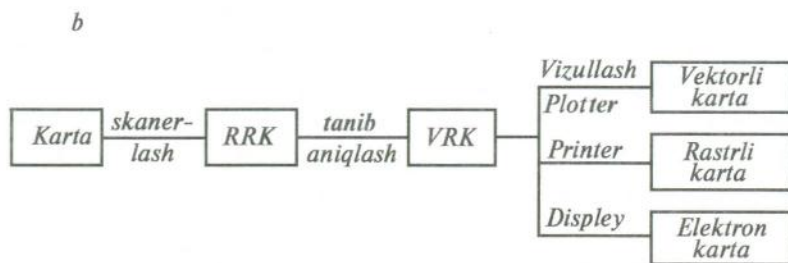 b
Karta
skaner-
lash
RRK
tanib
aniqlash
VRK
Vizullash
Plotter
Vektorli
karta
Printer
Rastrli
karta
Displey
Elektron
karta